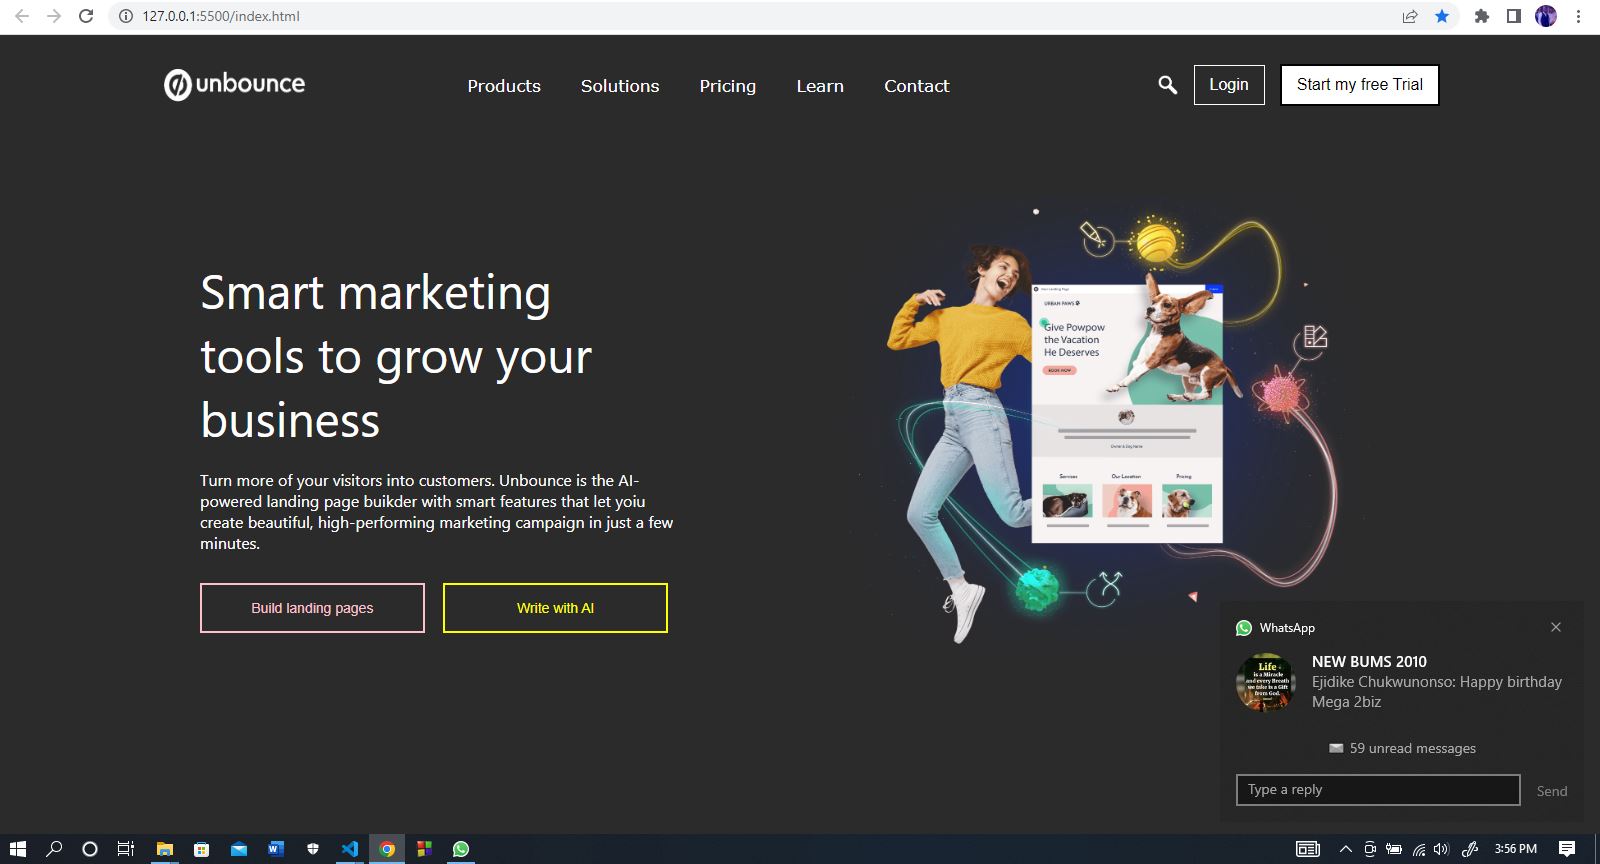 127.0.0.1:5500/index.html
unbounce
Products
Solutions
Pricing
Learn
Contact
Login
Start my free Trial
Smart marketing
tools to grow your
business
Turn more of your visitors into customers. Unbounce is the AI-
powered landing page buikder with smart features that let yoiu
create beautiful, high-performing marketing campaign in just a few
minutes.
Build landing pages
Write with AI
URBAN PAWS
Give Powpow
the Vacation
He Deserves
BOOK NOW
Owner & Dog Name
Services
Our Location
Pricing
WhatsApp
Life
is a Miracle
and every Breath
we take is a Gift
from God.
NEW BUMS 2010
Ejidike Chukwunonso: Happy birthday
Mega 2biz
59 unread messages
Type a reply
Send
3:56 PM